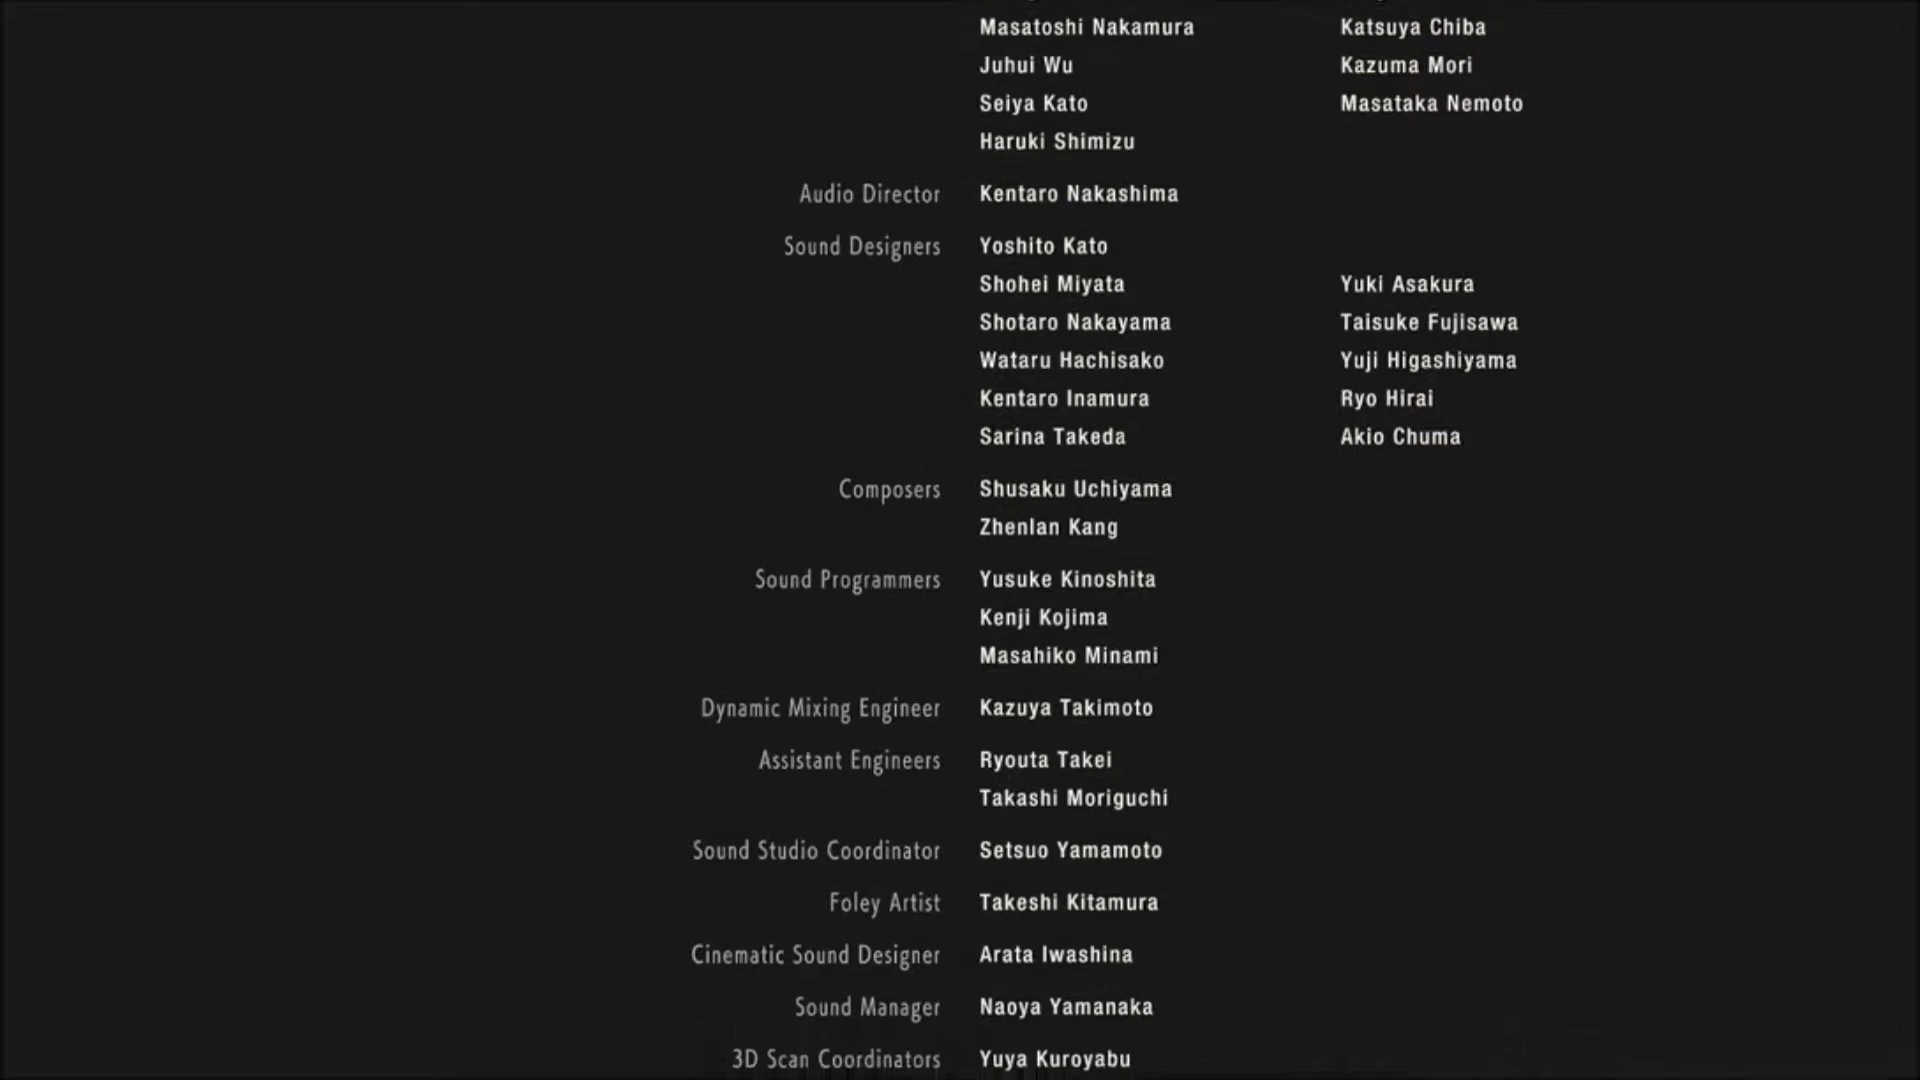 Masatoshi Nakamura Katsuya Chiba
Juhui Wu Kazuma Mori
Seiya Kato Masataka Nemoto
Haruki Shimizu
Audio Director Kentaro Nakashima
Sound Designers Yoshito Kato
Shohei Miyata Yuki Asakura
Shotaro Nakayama Taisuke Fujisawa
Wataru Hachisako Yuji Higashiyama
Kentaro Inamura Ryo Hirai
Sarina Takeda Akio Chuma
Composers Shusaku Uchiyama
Zhenlan Kang
Sound Programmers Yusuke Kinoshita
Kenji Kojima
Masahiko Minami
Dynamic Mixing Engineer Kazuya Takimoto
Assistant Engineers Ryouta Takei
Takashi Moriguchi
Sound Studio Coordinator Setsuo Yamamoto
Foley Artist Takeshi Kitamura
Cinematic Sound Designer Arata Iwashina
Sound Manager Naoya Yamanaka
3D Scan Coordinators Yuya Kuroyabu